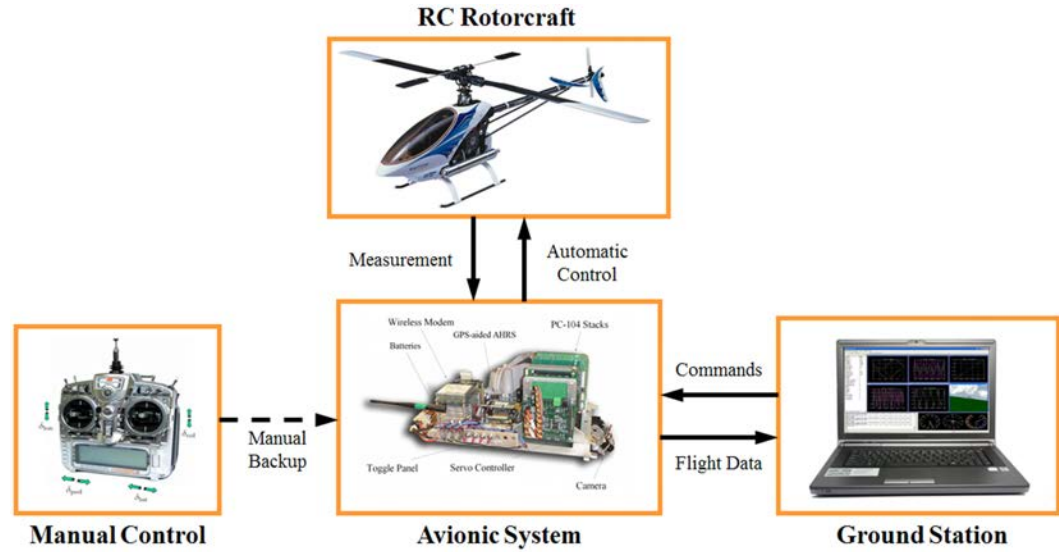 RC Rotorcraft
Measurement
Automatic
Control
Wireless Modem
GPS-aided AHRS
PC-104 Stacks
Batteries
Toggle Panel
Servo Controller
Camera
Manual
Backup
Commands
Flight Data
Manual Control
Avionic System
Ground Station